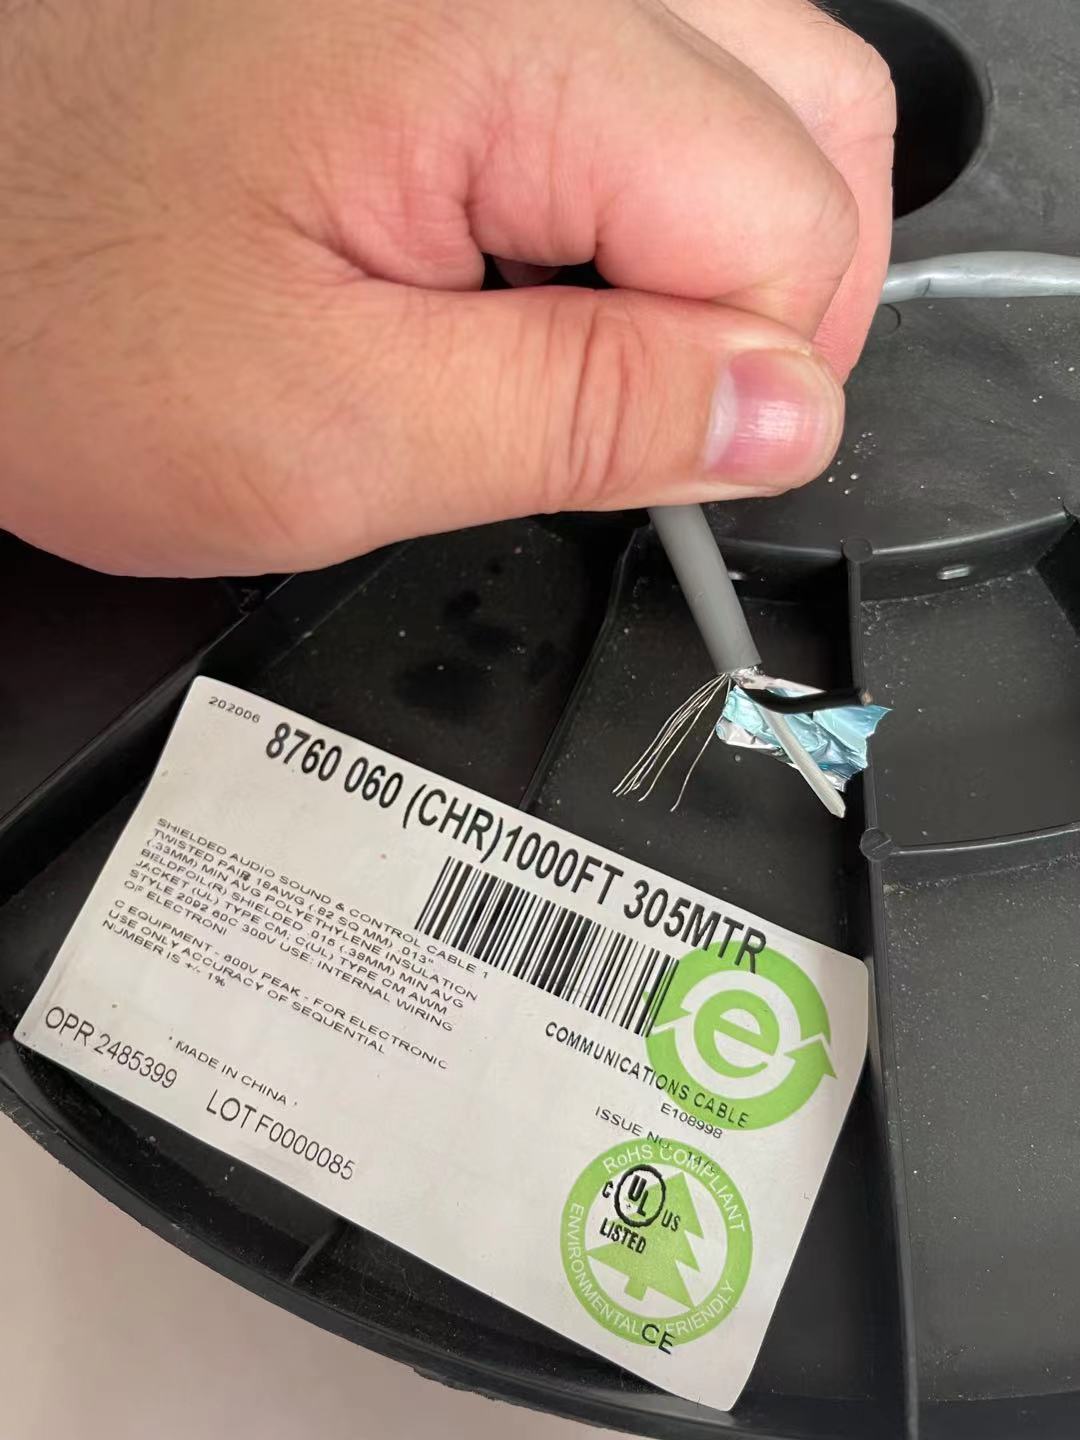 202006
8760 060 (CHR)1000FT 305MTR
SHIELDED AUDIO SOUND & CONTROL CABLE 1
TWISTED PAIR 18AWG (.82 SQ MM) .013"
(.33MM) MIN AVG POLYETHYLENE INSULATION
BIELDFOIL(R) SHIELDED .015 (.38MM) MIN AVG
JACKET (UL) TYPE CM, C(UL) TYPE CM AWM
STYLE 2092 60C 300V USE: INTERNAL WIRING
OF ELECTRONI
C EQUIPMENT - 600V PEAK - FOR ELECTRONIC
USE ONLY ACCURACY OF SEQUENTIAL
NUMBER IS +/- 1%
MADE IN CHINA
OPR 2485399
LOT F0000085
e
COMMUNICATIONS CABLE
E108998
ISSUE NO.
RoHS COMPLIANT
C UL US
LISTED
ENVIRONMENTAL FRIENDLY
CE